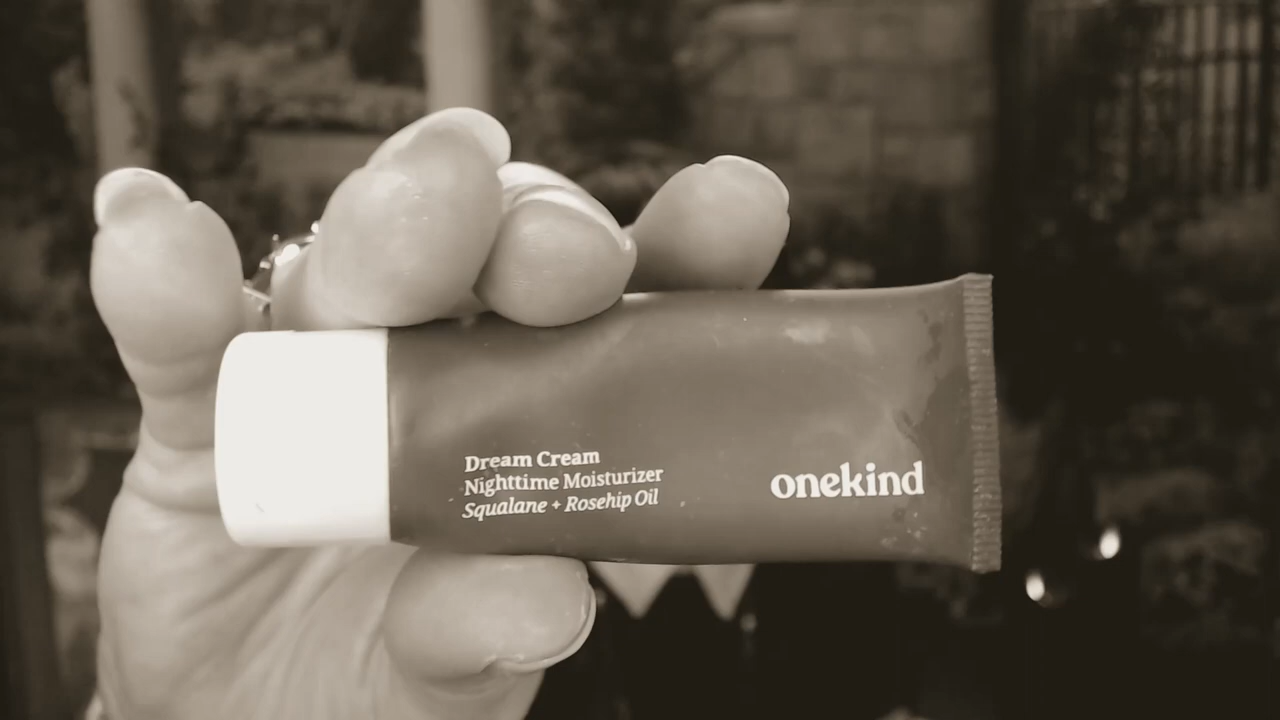 Dream Cream
Nighttime Moisturizer
Squalane + Rosehip Oil
onekind